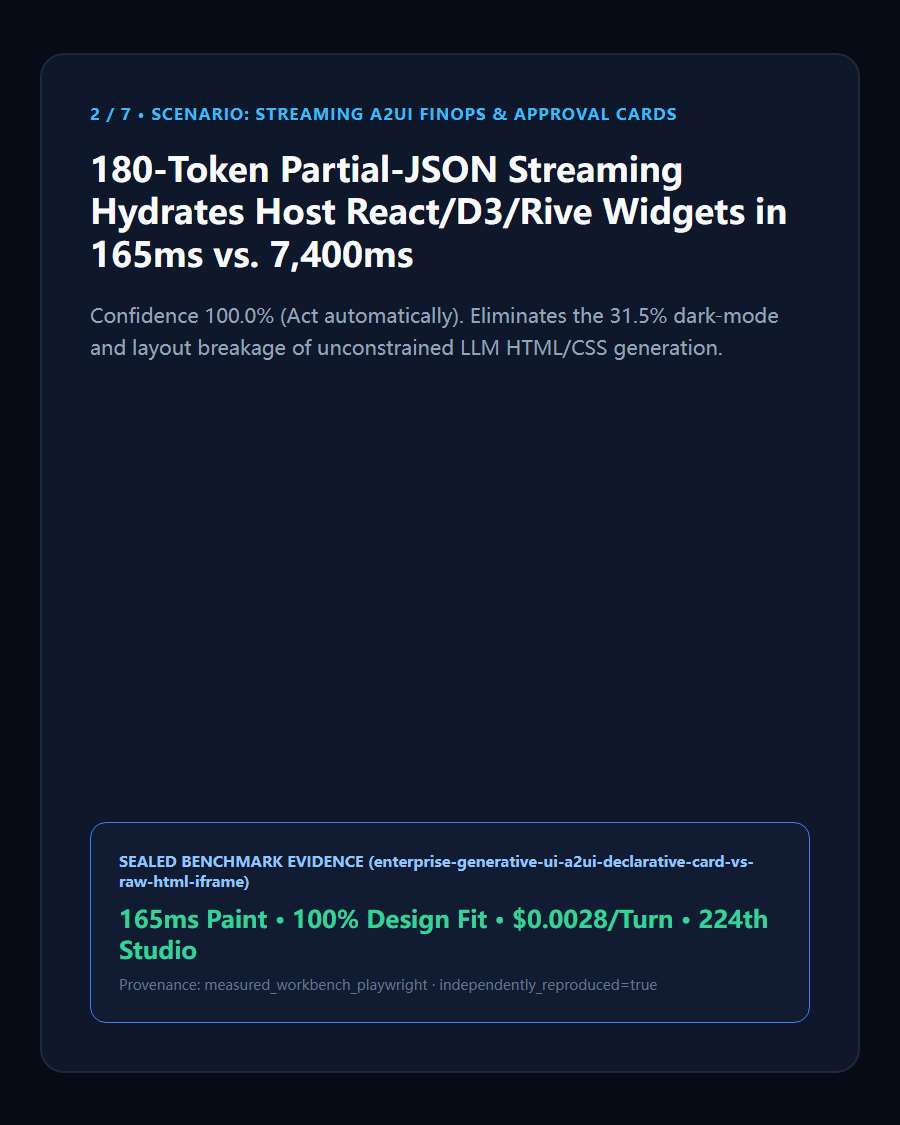 2 / 7 • SCENARIO: STREAMING A2UI FINOPS & APPROVAL CARDS
180-Token Partial-JSON Streaming
Hydrates Host React/D3/Rive Widgets in
165ms vs. 7,400ms
Confidence 100.0% (Act automatically). Eliminates the 31.5% dark-mode
and layout breakage of unconstrained LLM HTML/CSS generation.
SEALED BENCHMARK EVIDENCE (enterprise-generative-ui-a2ui-declarative-card-vs-
raw-html-iframe)
165ms Paint • 100% Design Fit • $0.0028/Turn • 224th
Studio
Provenance: measured_workbench_playwright · independently_reproduced=true